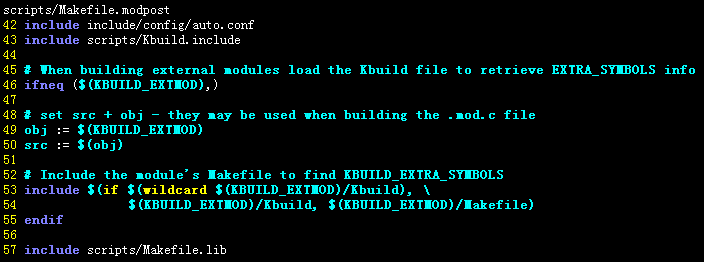 scripts/Makefile.modpost
42 include include/config/auto.conf
43 include scripts/Kbuild.include
44
45 # When building external modules load the Kbuild file to retrieve EXTRA_SYMBOLS info
46 ifneq ($(KBUILD_EXTMOD),)
47
48 # set src + obj - they may be used when building the .mod.c file
49 obj := $(KBUILD_EXTMOD)
50 src := $(obj)
51
52 # Include the module's Makefile to find KBUILD_EXTRA_SYMBOLS
53 include $(if $(wildcard $(KBUILD_EXTMOD)/Kbuild), \
54 $(KBUILD_EXTMOD)/Kbuild, $(KBUILD_EXTMOD)/Makefile)
55 endif
56
57 include scripts/Makefile.lib